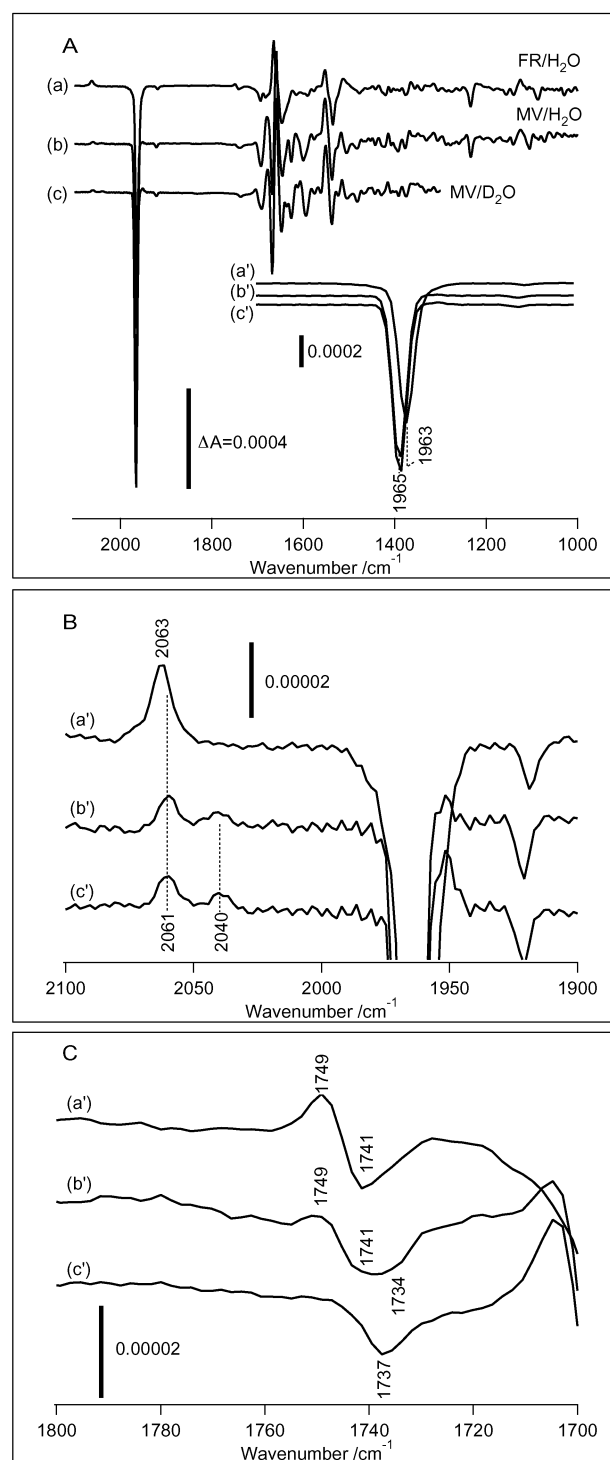 A
(a)
FR/H2O
MV/H2O
(b)
(c)
MV/D2O
(a')
(b')
(c')
0.0002
ΔA=0.0004
1965
1963
2000 1800 1600 1400 1200 1000
Wavenumber /cm-1
B
2063
0.00002
(a')
(b')
(c')
2061
2040
2100 2050 2000 1950 1900
Wavenumber /cm-1
C
1749
(a')
1741
1749
(b')
1741
1734
(c')
0.00002
1737
1800 1780 1760 1740 1720 1700
Wavenumber /cm-1